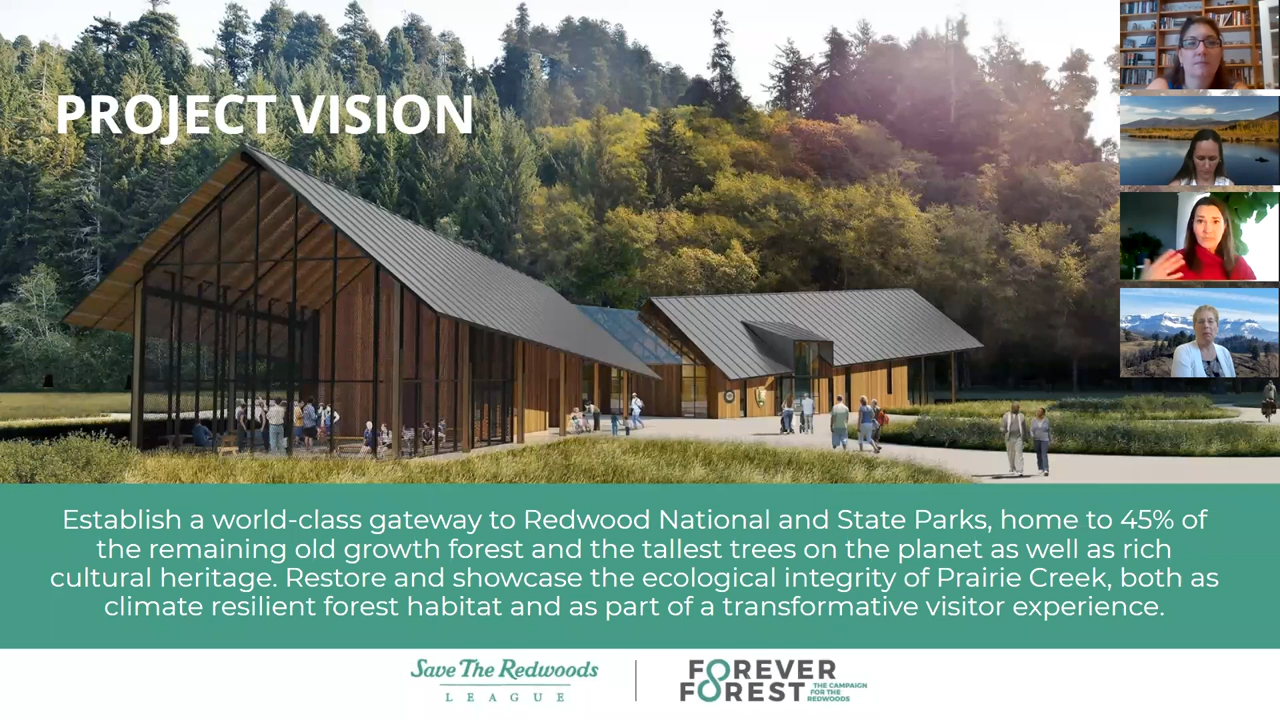 PROJECT VISION
Establish a world-class gateway to Redwood National and State Parks, home to 45% of
the remaining old growth forest and the tallest trees on the planet as well as rich
cultural heritage. Restore and showcase the ecological integrity of Prairie Creek, both as
climate resilient forest habitat and as part of a transformative visitor experience.
Save The Redwoods
LEAGUE
FOREVER
FOREST
THE CAMPAIGN
FOR THE
REDWOODS